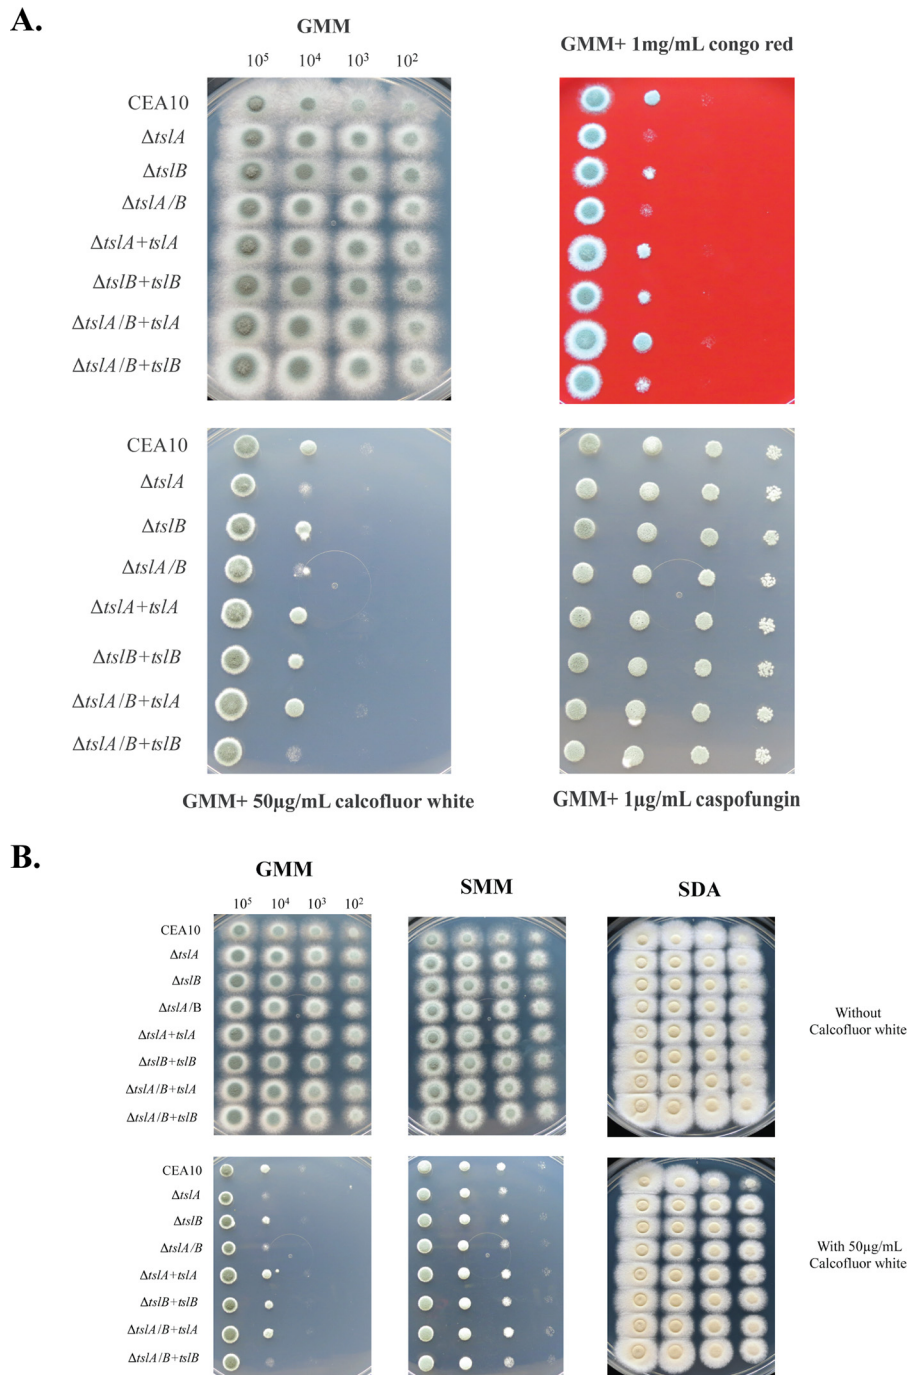 A.
GMM
GMM+ 1mg/mL congo red
10⁵ 10⁴ 10³ 10²
CEA10
ΔtslA
ΔtslB
ΔtslA/B
ΔtslA+tslA
ΔtslB+tslB
ΔtslA/B+tslA
ΔtslA/B+tslB
CEA10
ΔtslA
ΔtslB
ΔtslA/B
ΔtslA+tslA
ΔtslB+tslB
ΔtslA/B+tslA
ΔtslA/B+tslB
GMM+ 50µg/mL calcofluor white
GMM+ 1µg/mL caspofungin
B.
GMM
SMM
SDA
10⁵ 10⁴ 10³ 10²
CEA10
ΔtslA
ΔtslB
ΔtslA/B
ΔtslA+tslA
ΔtslB+tslB
ΔtslA/B+tslA
ΔtslA/B+tslB
Without
Calcofluor white
CEA10
ΔtslA
ΔtslB
ΔtslA/B
ΔtslA+tslA
ΔtslB+tslB
ΔtslA/B+tslA
ΔtslA/B+tslB
With 50µg/mL
Calcofluor white